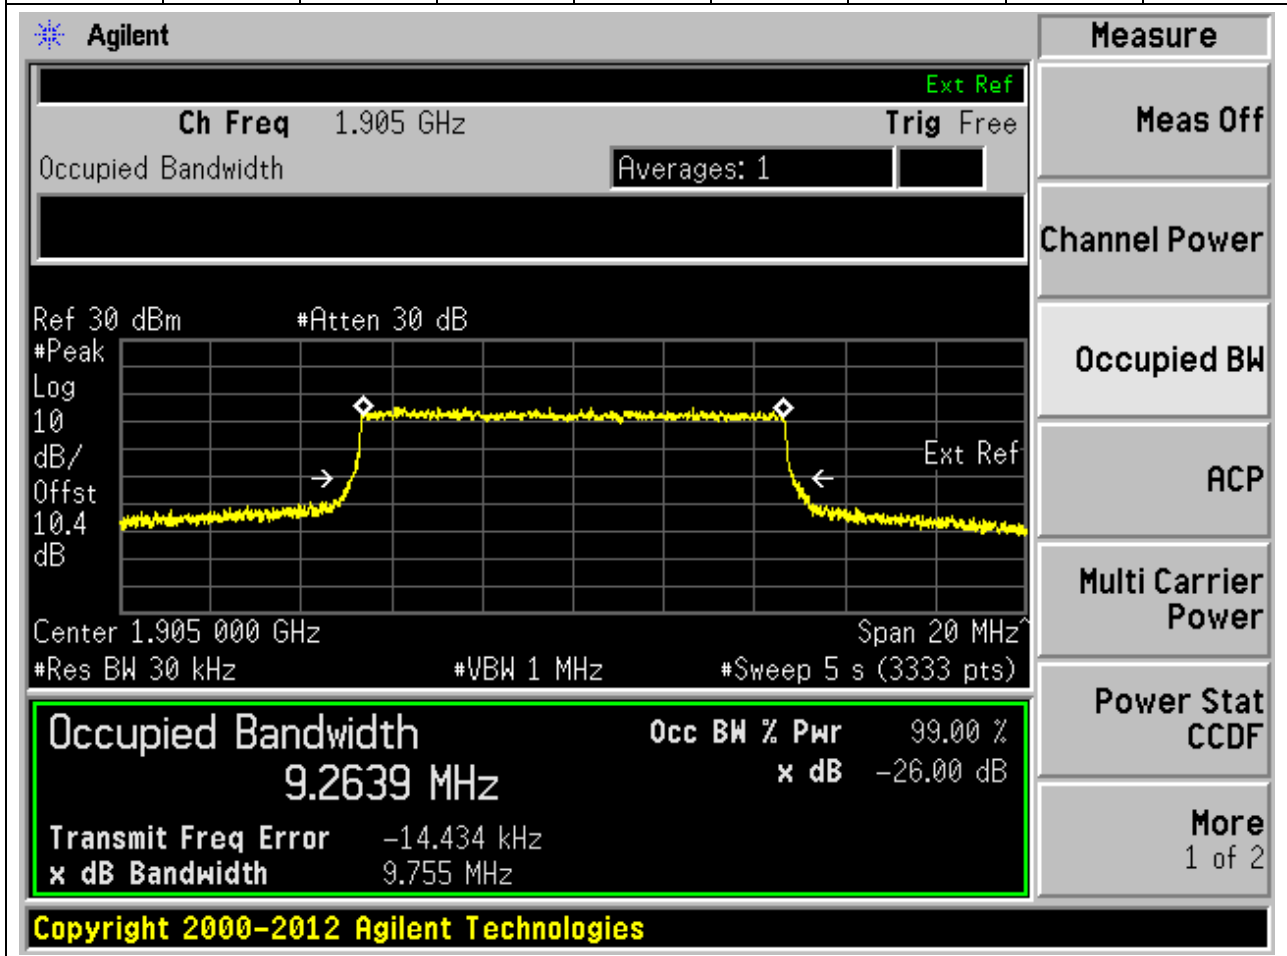 Agilent
Measure
Ext Ref
Ch Freq 1.905 GHz Trig Free
Occupied Bandwidth Averages: 1
Meas Off
Channel Power
Occupied BW
ACP
Multi Carrier
Power
Power Stat
CCDF
More
1 of 2
Ref 30 dBm #Atten 30 dB
#Peak
Log
10
dB/
Offst
10.4
dB
Ext Ref
Center 1.905 000 GHz Span 20 MHz^
#Res BW 30 kHz #VBW 1 MHz #Sweep 5 s (3333 pts)
Occupied Bandwidth
9.2639 MHz
Occ BW % Pwr 99.00 %
x dB -26.00 dB
Transmit Freq Error -14.434 kHz
x dB Bandwidth 9.755 MHz
Copyright 2000-2012 Agilent Technologies